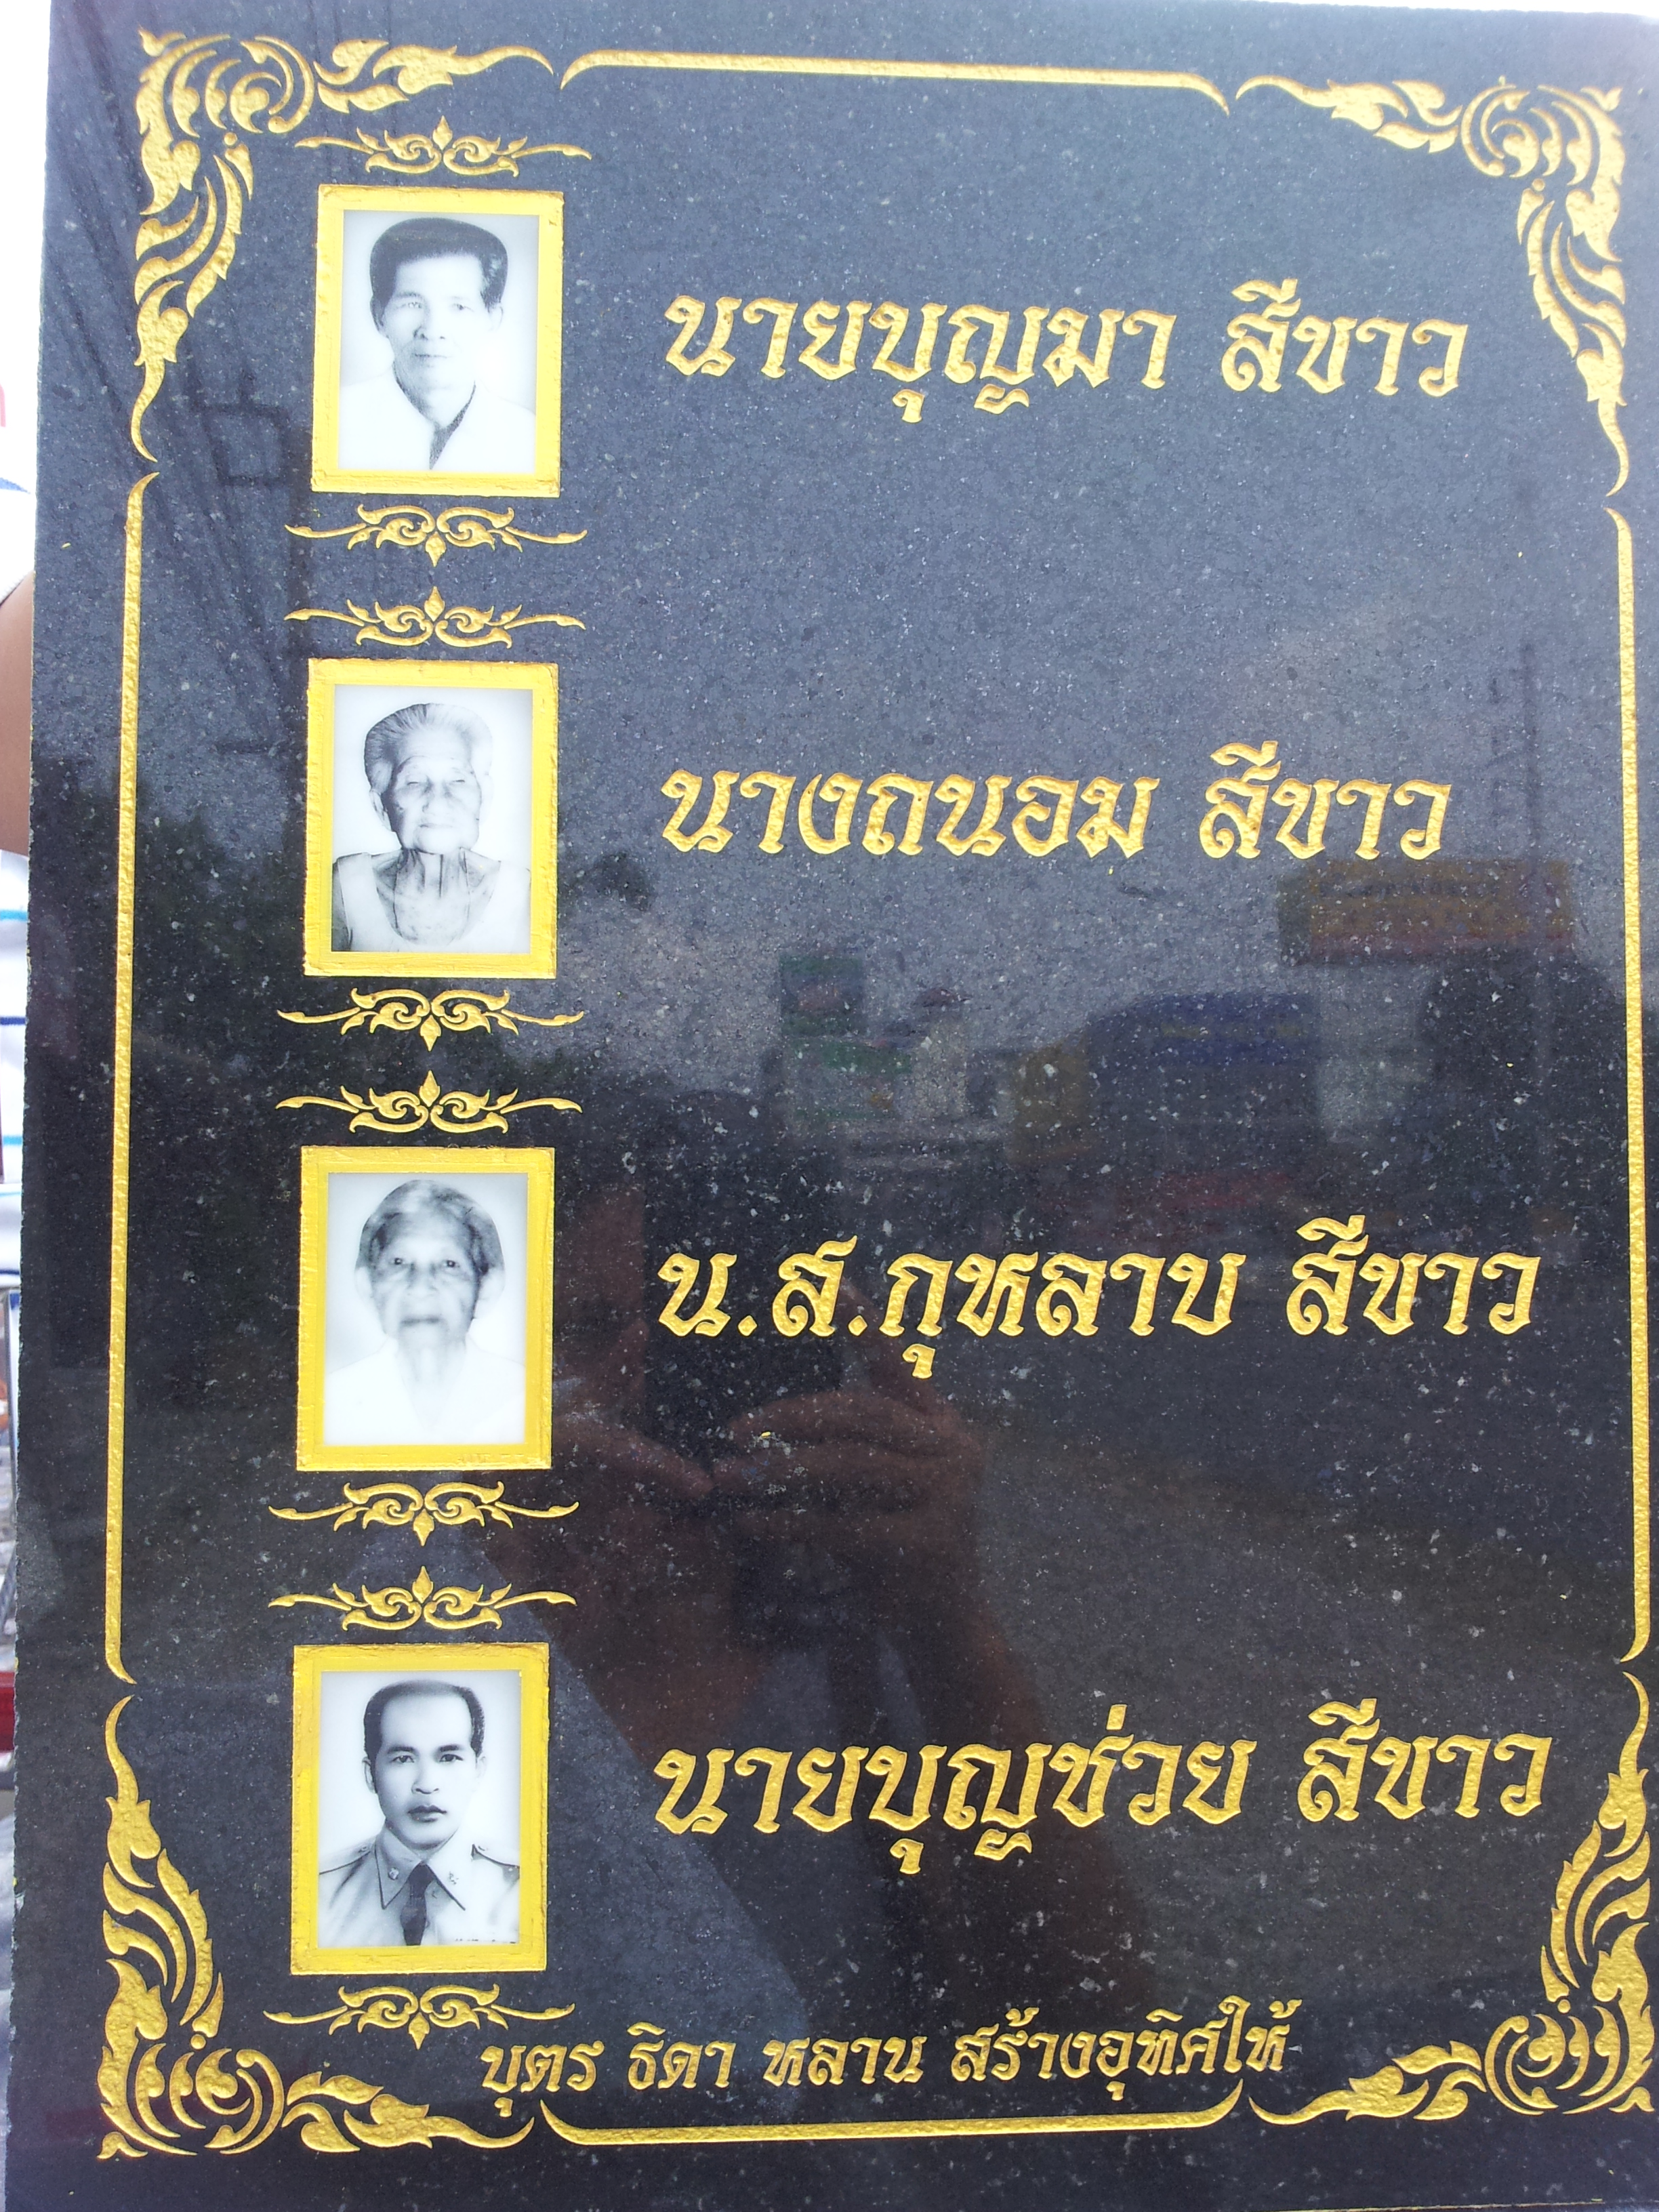 นายบุญมา สีขาว
นางถนอม สีขาว
น.ส.กุหลาบ สีขาว
นายบุญช่วย สีขาว
บุตร ธิดา หลาน สร้างอุทิศให้